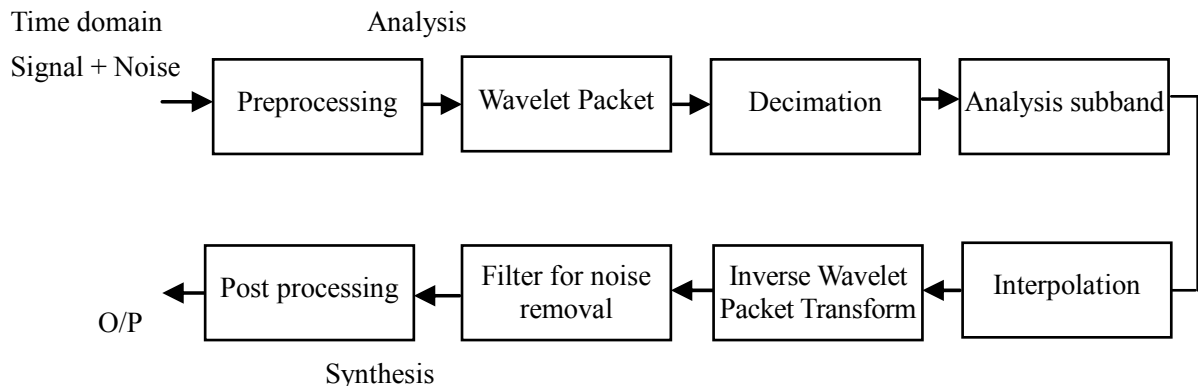 Time domain
Signal + Noise
Analysis
Preprocessing
Wavelet Packet
Decimation
Analysis subband
Post processing
Filter for noise
removal
Inverse Wavelet
Packet Transform
Interpolation
O/P
Synthesis